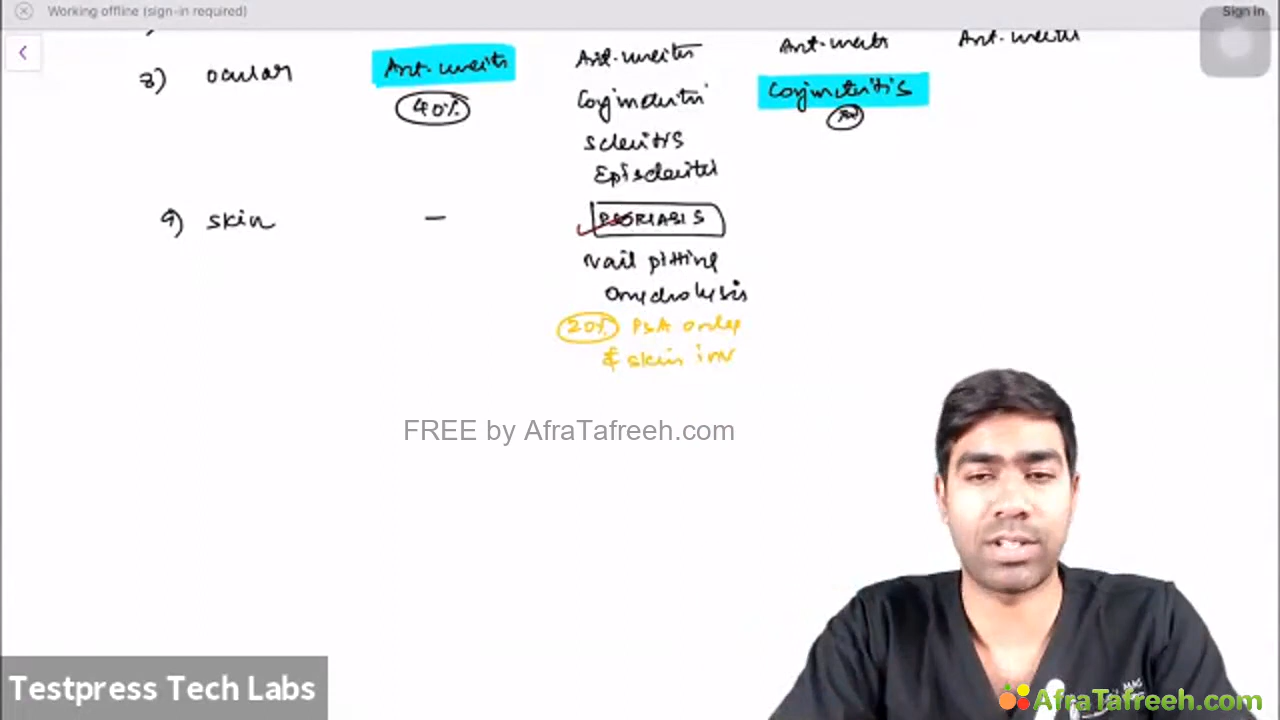 Working offline (sign-in required)
Sign in
8) ocular
Ant. uveitis
Ant. uveitis
Ant. uveitis
Ant. uveitis
40%
Conjunctivitis
Conjunctivitis
scleritis
Episcleritis
9) skin
—
PSORIASIS
Nail pitting
onycholysis
20% PsA onley
& skin inv
FREE by AfraTafreeh.com
MAS
Testpress Tech Labs
AfraTafreeh.com